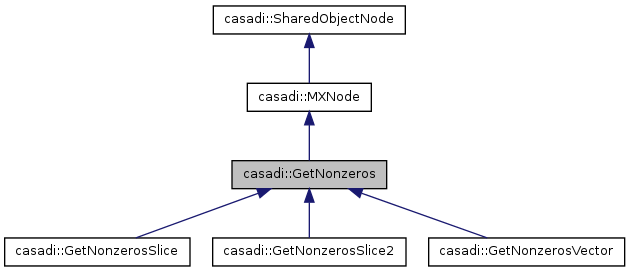 casadi::SharedObjectNode
casadi::MXNode
casadi::GetNonzeros
casadi::GetNonzerosSlice
casadi::GetNonzerosSlice2
casadi::GetNonzerosVector